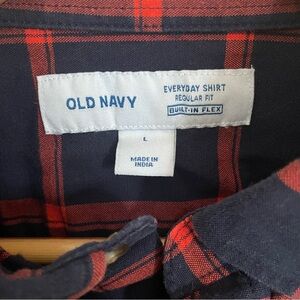 OLD NAVY
EVERYDAY SHIRT
REGULAR FIT
BUILT-IN FLEX
L
MADE IN
INDIA